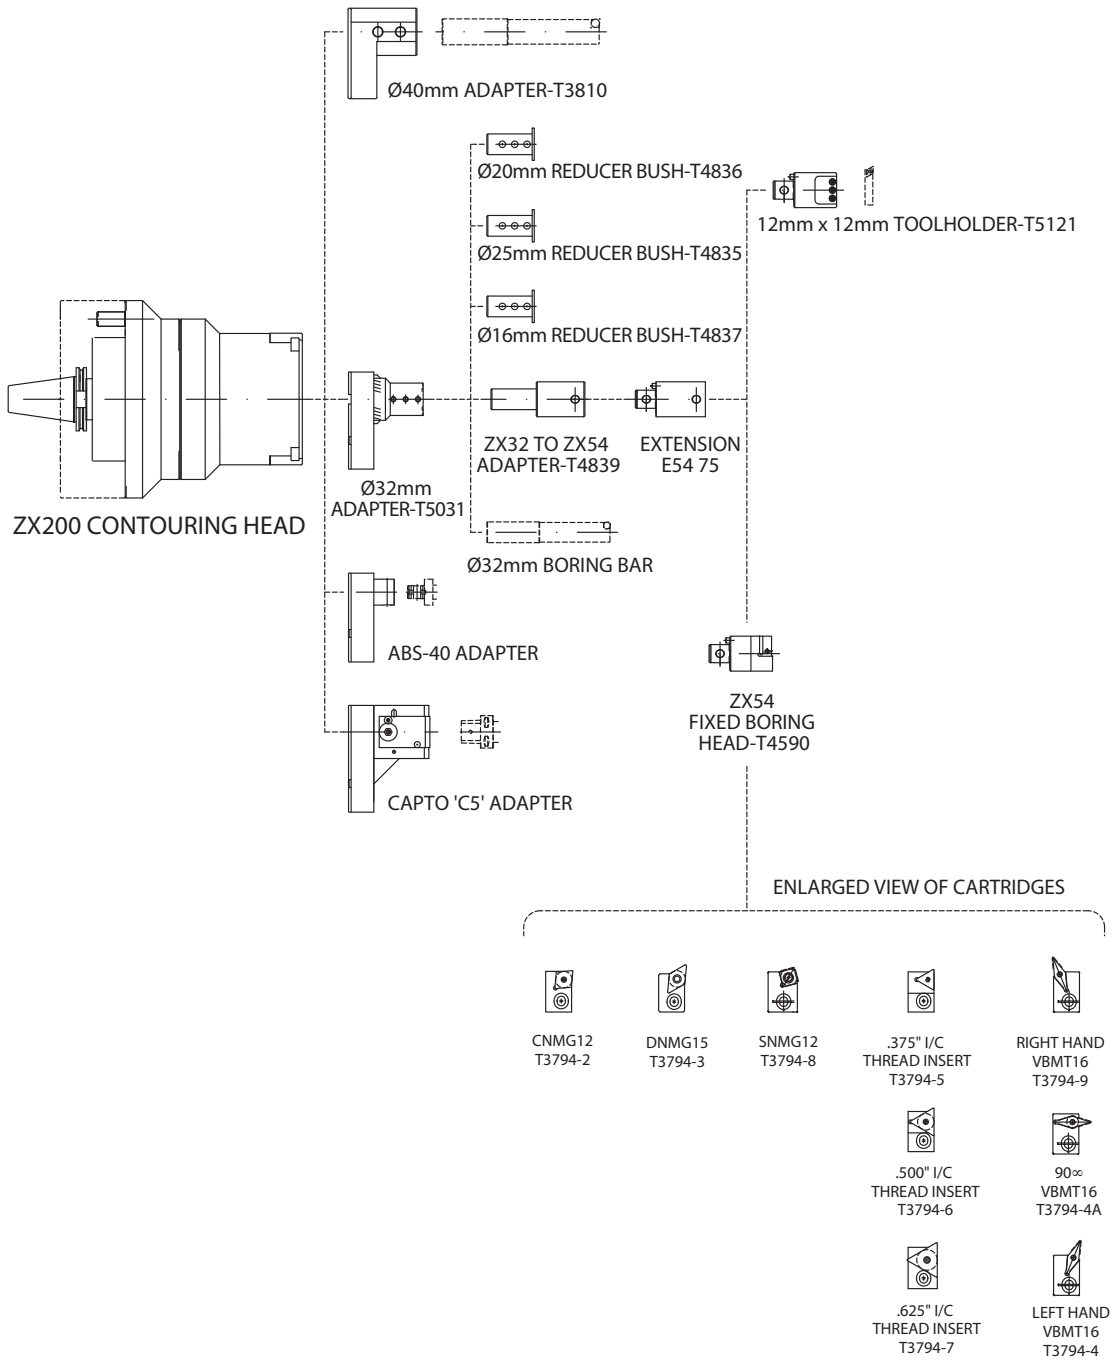 Ø40mm ADAPTER-T3810
Ø20mm REDUCER BUSH-T4836
12mm x 12mm TOOLHOLDER-T5121
Ø25mm REDUCER BUSH-T4835
Ø16mm REDUCER BUSH-T4837
ZX200 CONTOURING HEAD
Ø32mm
ADAPTER-T5031
ZX32 TO ZX54
ADAPTER-T4839
EXTENSION
E54 75
Ø32mm BORING BAR
ABS-40 ADAPTER
ZX54
FIXED BORING
HEAD-T4590
CAPTO 'C5' ADAPTER
ENLARGED VIEW OF CARTRIDGES
CNMG12
T3794-2
DNMG15
T3794-3
SNMG12
T3794-8
.375" I/C
THREAD INSERT
T3794-5
RIGHT HAND
VBMT16
T3794-9
.500" I/C
THREAD INSERT
T3794-6
90∞
VBMT16
T3794-4A
.625" I/C
THREAD INSERT
T3794-7
LEFT HAND
VBMT16
T3794-4